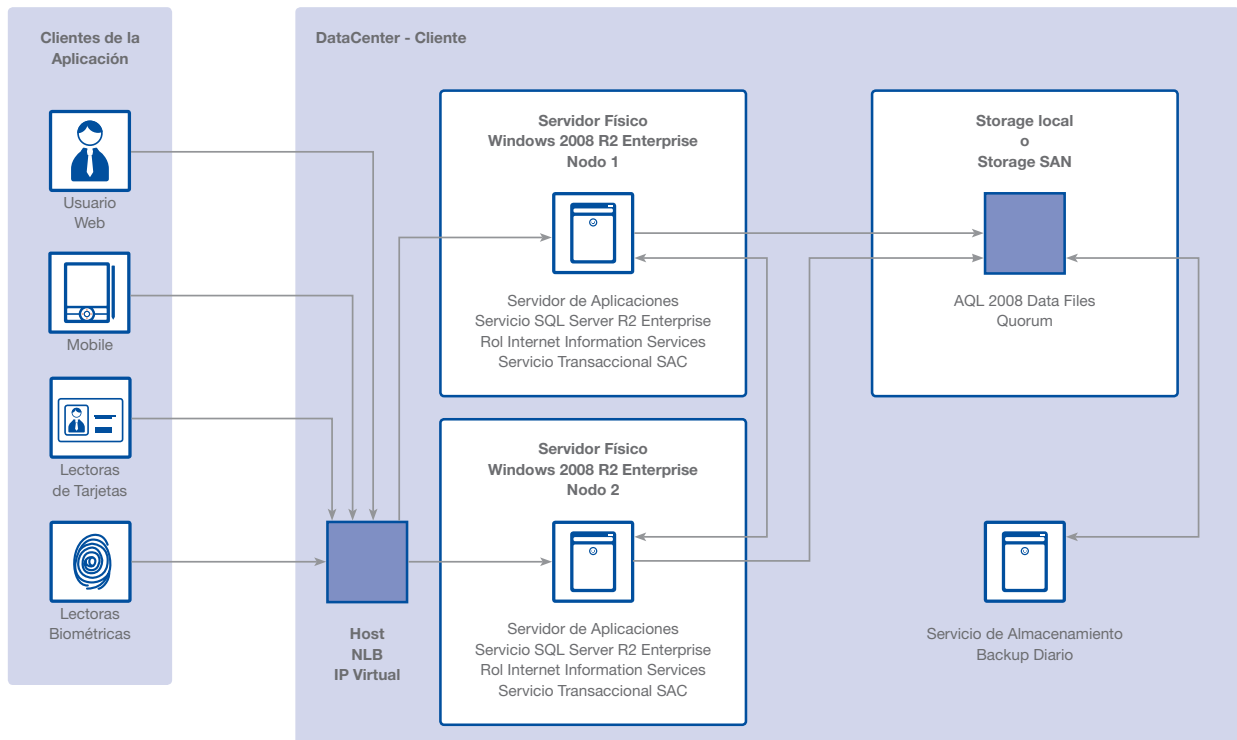 Clientes de la
Aplicación
Usuario
Web
Mobile
Lectoras
de Tarjetas
Lectoras
Biométricas
DataCenter - Cliente
Host
NLB
IP Virtual
Servidor Físico
Windows 2008 R2 Enterprise
Nodo 1
Servidor de Aplicaciones
Servicio SQL Server R2 Enterprise
Rol Internet Information Services
Servicio Transaccional SAC
Servidor Físico
Windows 2008 R2 Enterprise
Nodo 2
Servidor de Aplicaciones
Servicio SQL Server R2 Enterprise
Rol Internet Information Services
Servicio Transaccional SAC
Storage local
o
Storage SAN
AQL 2008 Data Files
Quorum
Servicio de Almacenamiento
Backup Diario